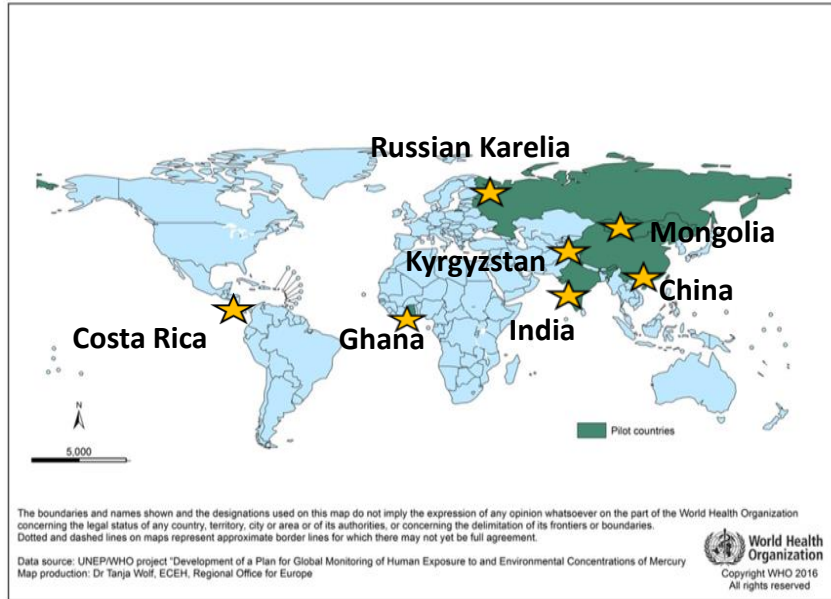 Russian Karelia
Mongolia
Kyrgyzstan
China
Costa Rica
Ghana
India
N
5,000
Pilot countries
The boundaries and names shown and the designations used on this map do not imply the expression of any opinion whatsoever on the part of the World Health Organization
concerning the legal status of any country, territory, city or area or of its authorities, or concerning the delimitation of its frontiers or boundaries.
Dotted and dashed lines on maps represent approximate border lines for which there may not yet be full agreement.
Data source: UNEP/WHO project "Development of a Plan for Global Monitoring of Human Exposure to and Environmental Concentrations of Mercury
Map production: Dr Tanja Wolf, ECEH, Regional Office for Europe
World Health
Organization
Copyright WHO 2016
All rights reserved